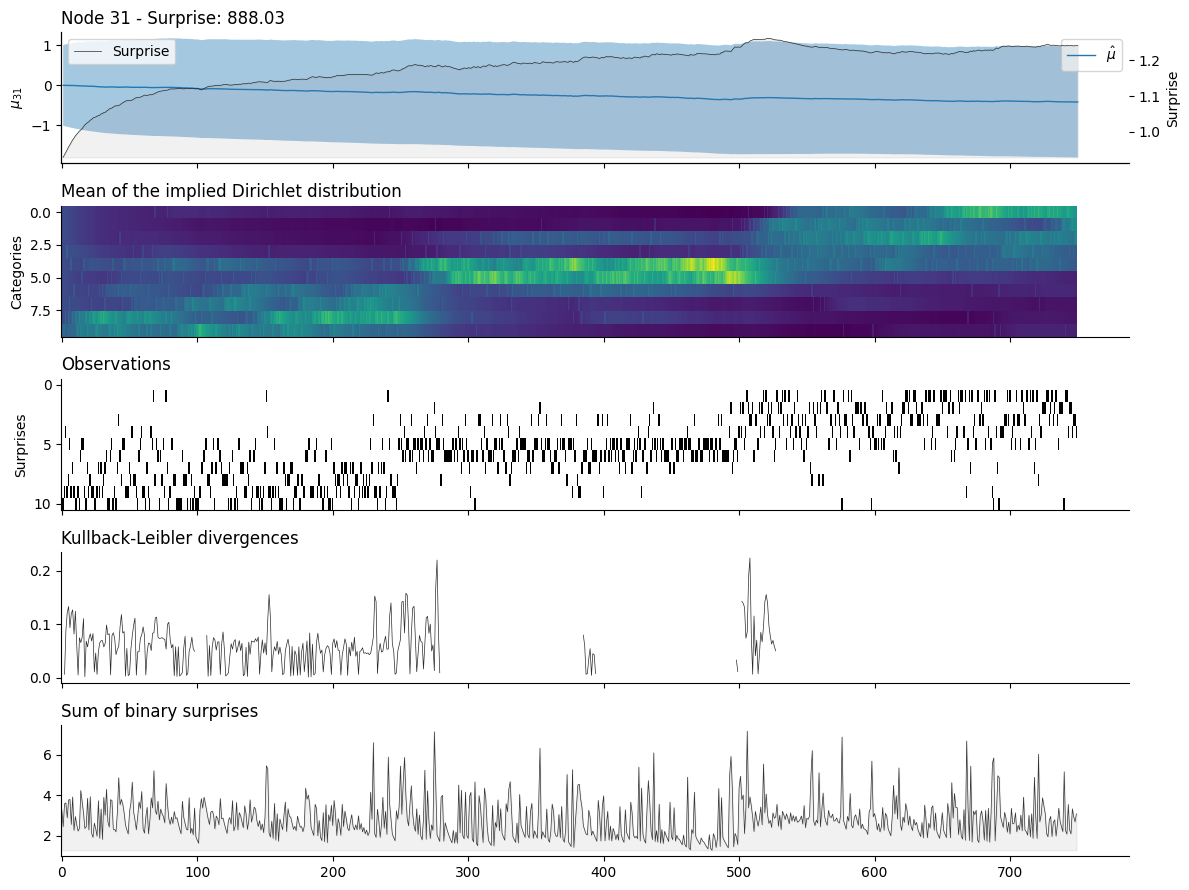 Node 31 - Surprise: 888.03
Surprise
μ̂
1
0
−1
μ31
1.2
1.1
1.0
Surprise
Mean of the implied Dirichlet distribution
0.0
2.5
5.0
7.5
Categories
Observations
0
5
10
Surprises
Kullback-Leibler divergences
0.2
0.1
0.0
Sum of binary surprises
6
4
2
0 100 200 300 400 500 600 700